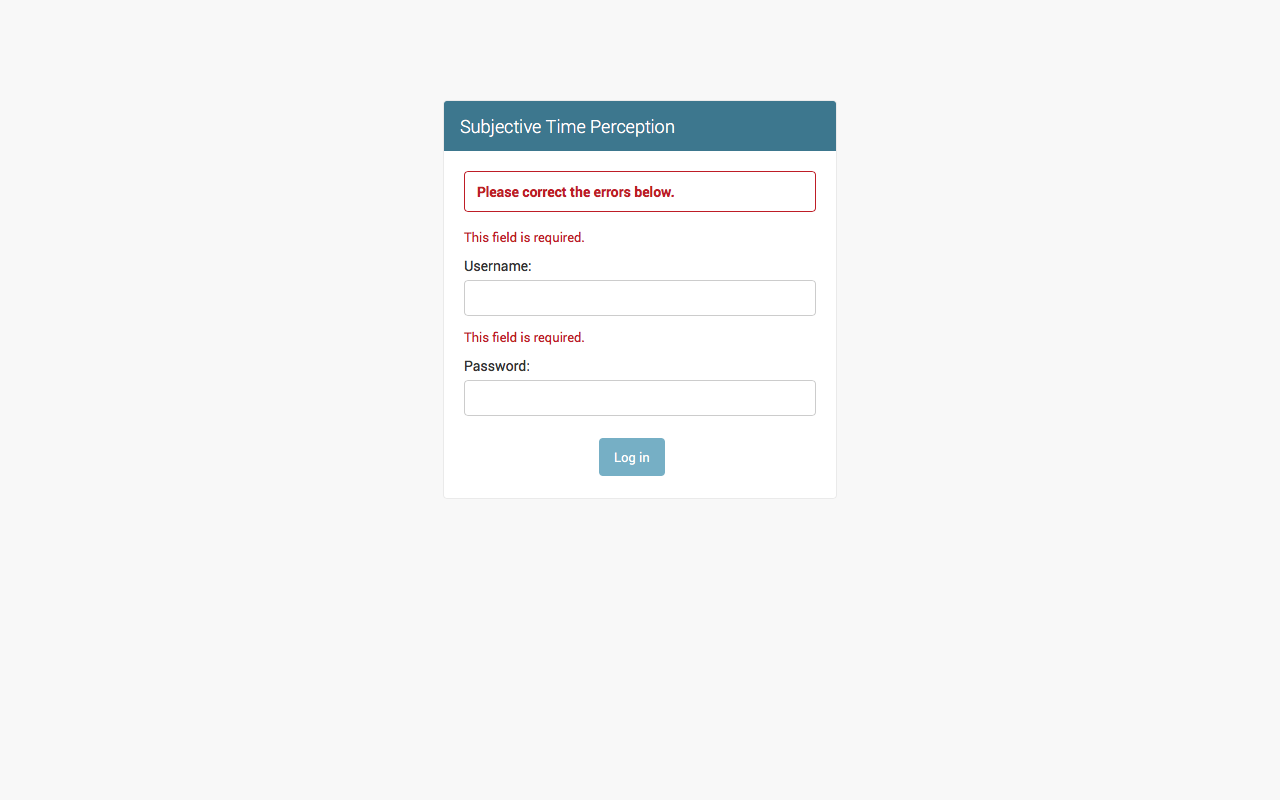 Subjective Time Perception
Please correct the errors below.
This field is required.
Username:
This field is required.
Password:
Log in